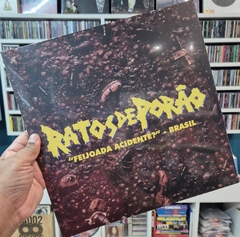 RATOS DE PORÃO
"FEIJOADA ACIDENTE?" - BRASIL